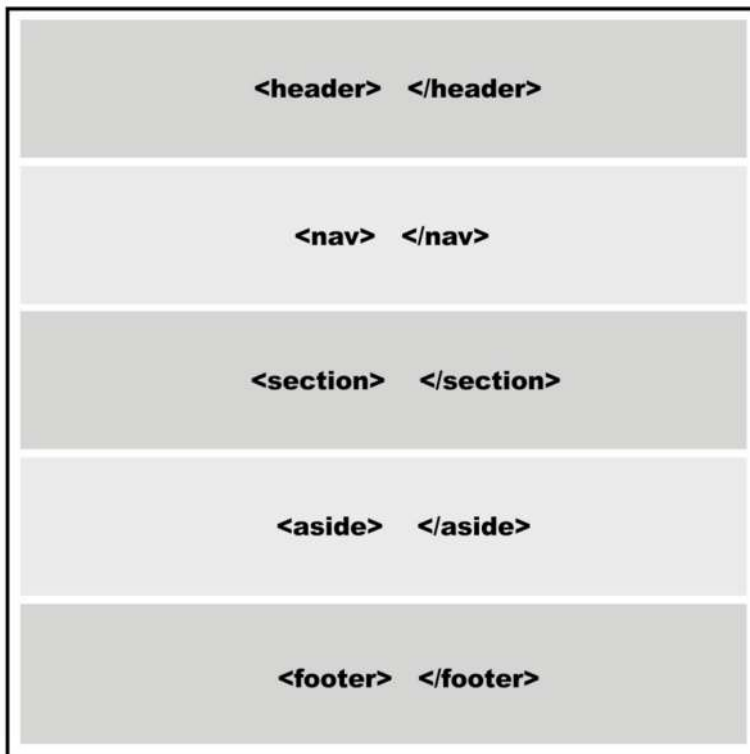 <header> </header>
<nav> </nav>
<section> </section>
<aside> </aside>
<footer> </footer>